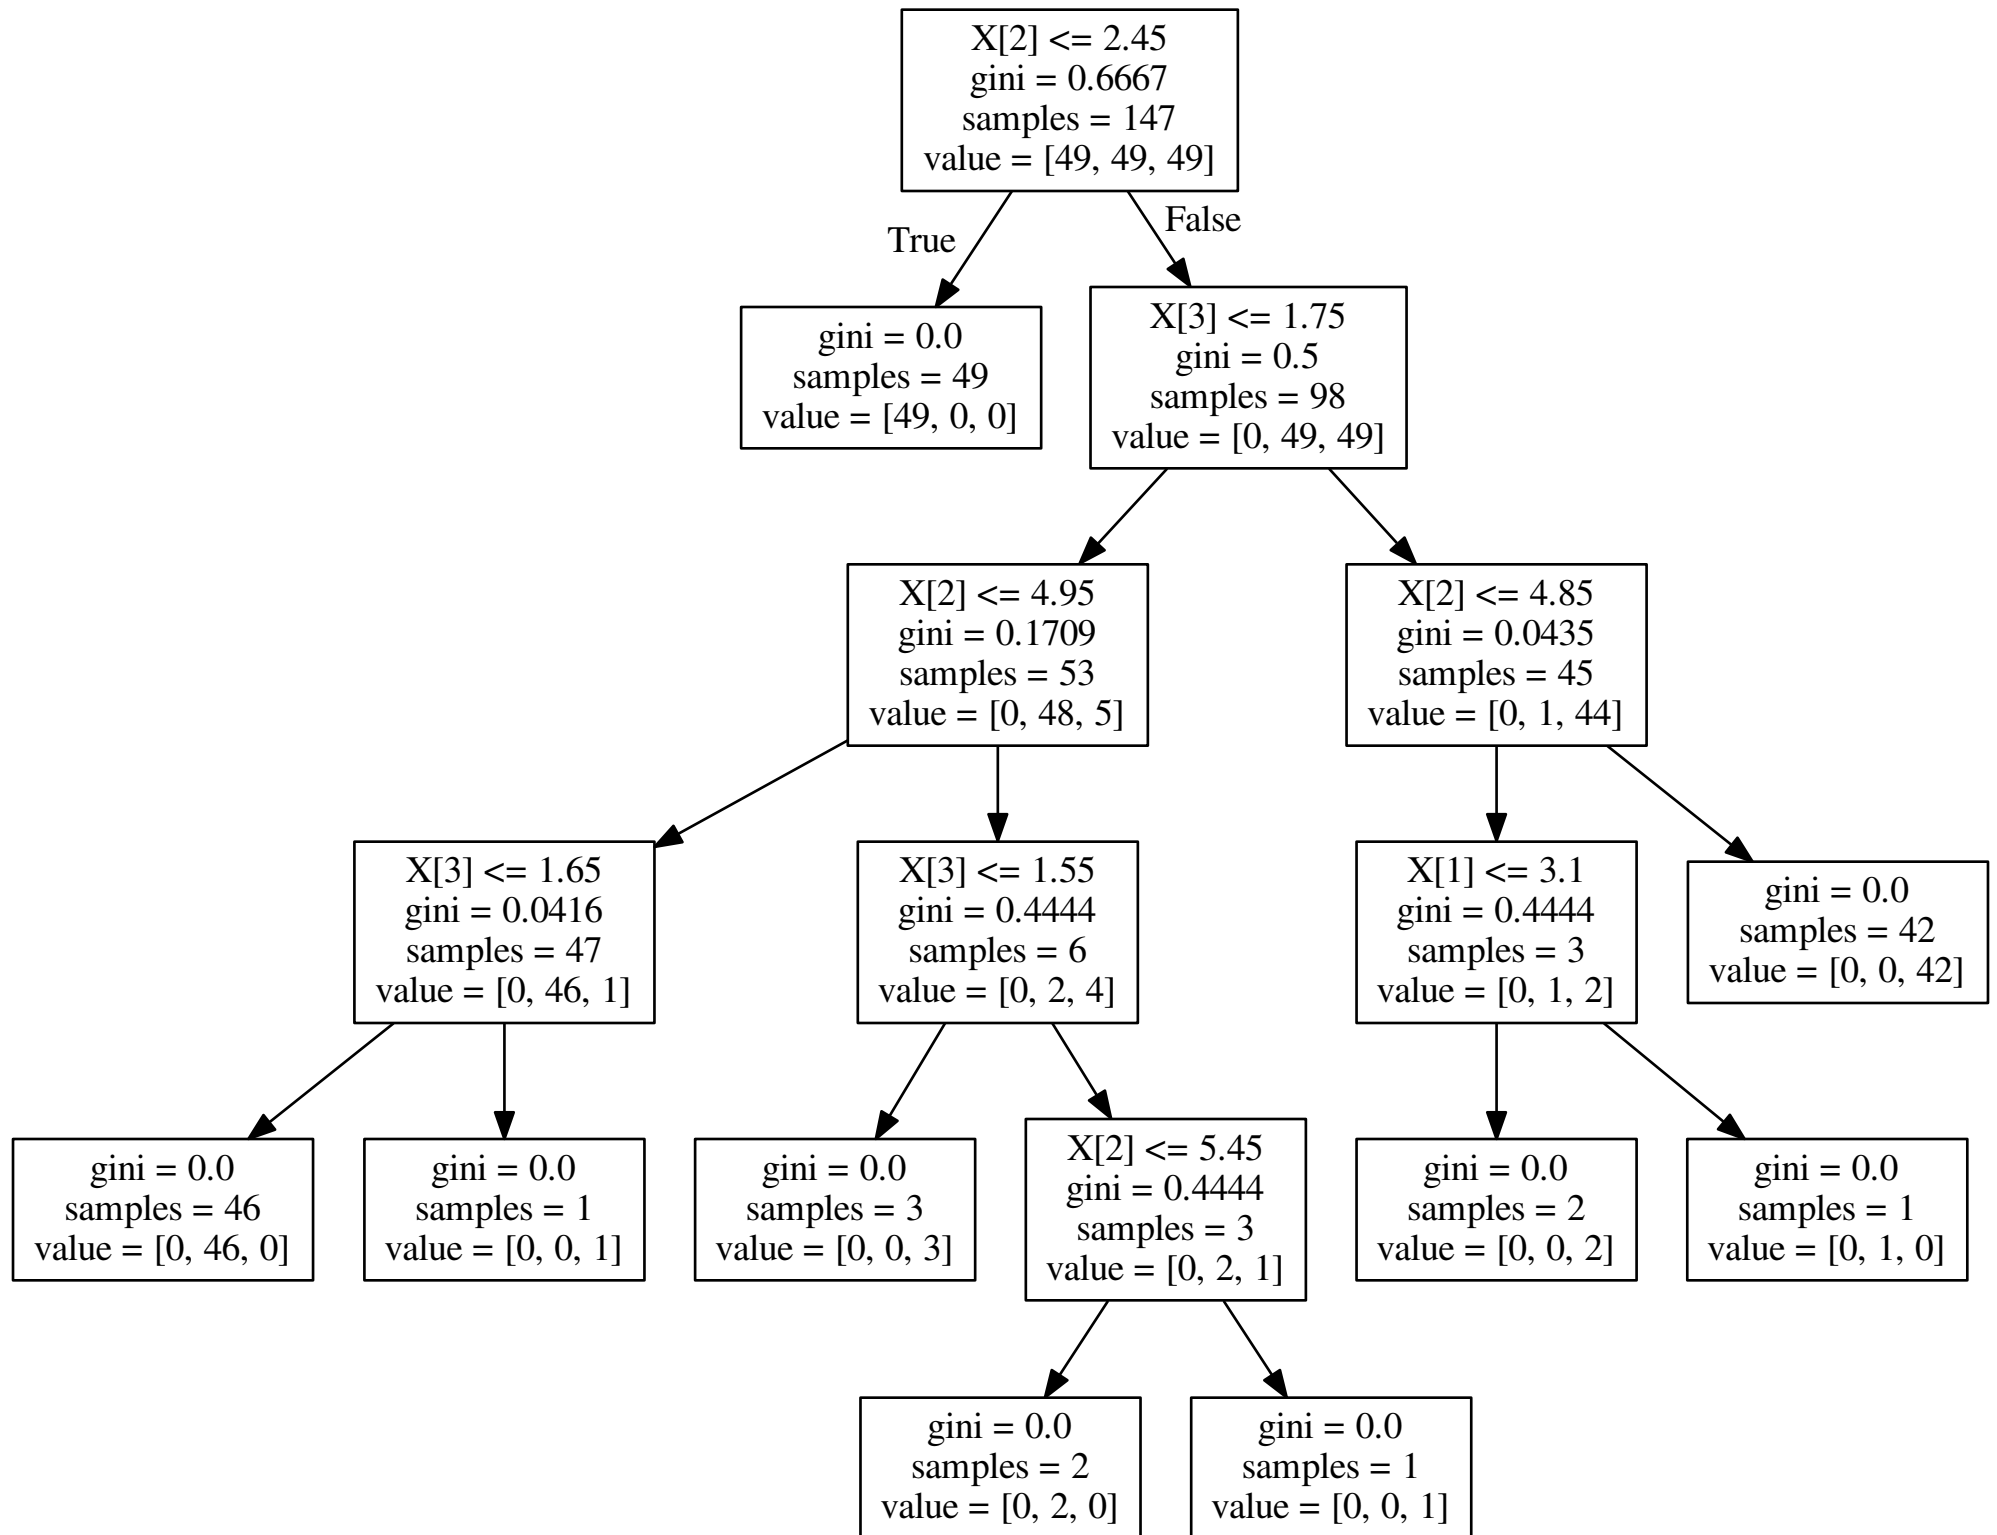 X[2] <= 2.45
gini = 0.6667
samples = 147
value = [49, 49, 49]
True
False
gini = 0.0
samples = 49
value = [49, 0, 0]
X[3] <= 1.75
gini = 0.5
samples = 98
value = [0, 49, 49]
X[2] <= 4.95
gini = 0.1709
samples = 53
value = [0, 48, 5]
X[2] <= 4.85
gini = 0.0435
samples = 45
value = [0, 1, 44]
X[3] <= 1.65
gini = 0.0416
samples = 47
value = [0, 46, 1]
X[3] <= 1.55
gini = 0.4444
samples = 6
value = [0, 2, 4]
X[1] <= 3.1
gini = 0.4444
samples = 3
value = [0, 1, 2]
gini = 0.0
samples = 42
value = [0, 0, 42]
gini = 0.0
samples = 46
value = [0, 46, 0]
gini = 0.0
samples = 1
value = [0, 0, 1]
gini = 0.0
samples = 3
value = [0, 0, 3]
X[2] <= 5.45
gini = 0.4444
samples = 3
value = [0, 2, 1]
gini = 0.0
samples = 2
value = [0, 0, 2]
gini = 0.0
samples = 1
value = [0, 1, 0]
gini = 0.0
samples = 2
value = [0, 2, 0]
gini = 0.0
samples = 1
value = [0, 0, 1]